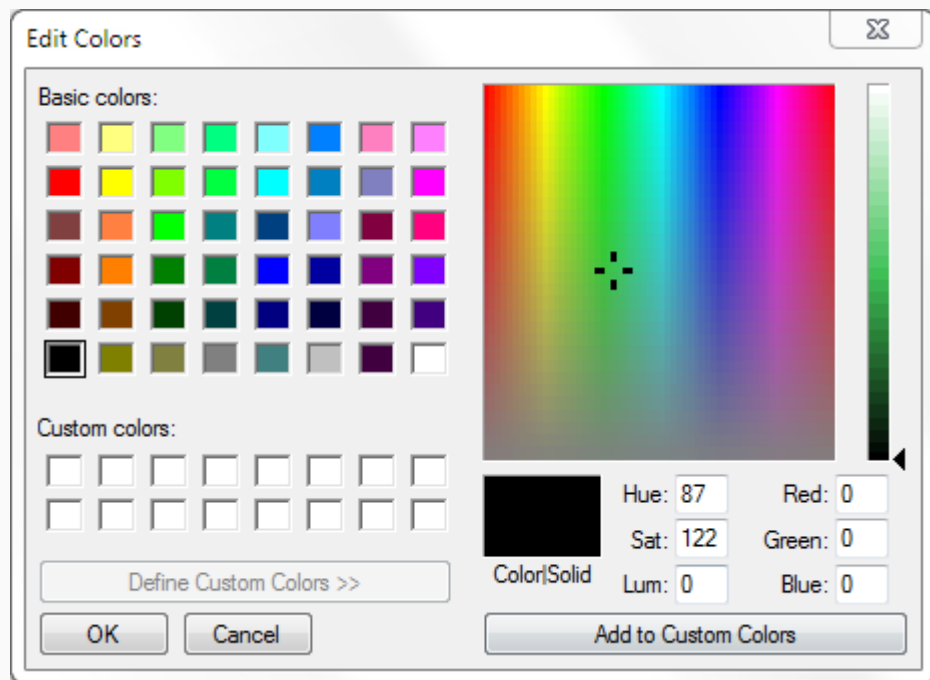 Edit Colors
Basic colors:
Custom colors:
Define Custom Colors >>
OK
Cancel
Color|Solid
Hue: 87
Sat: 122
Lum: 0
Red: 0
Green: 0
Blue: 0
Add to Custom Colors